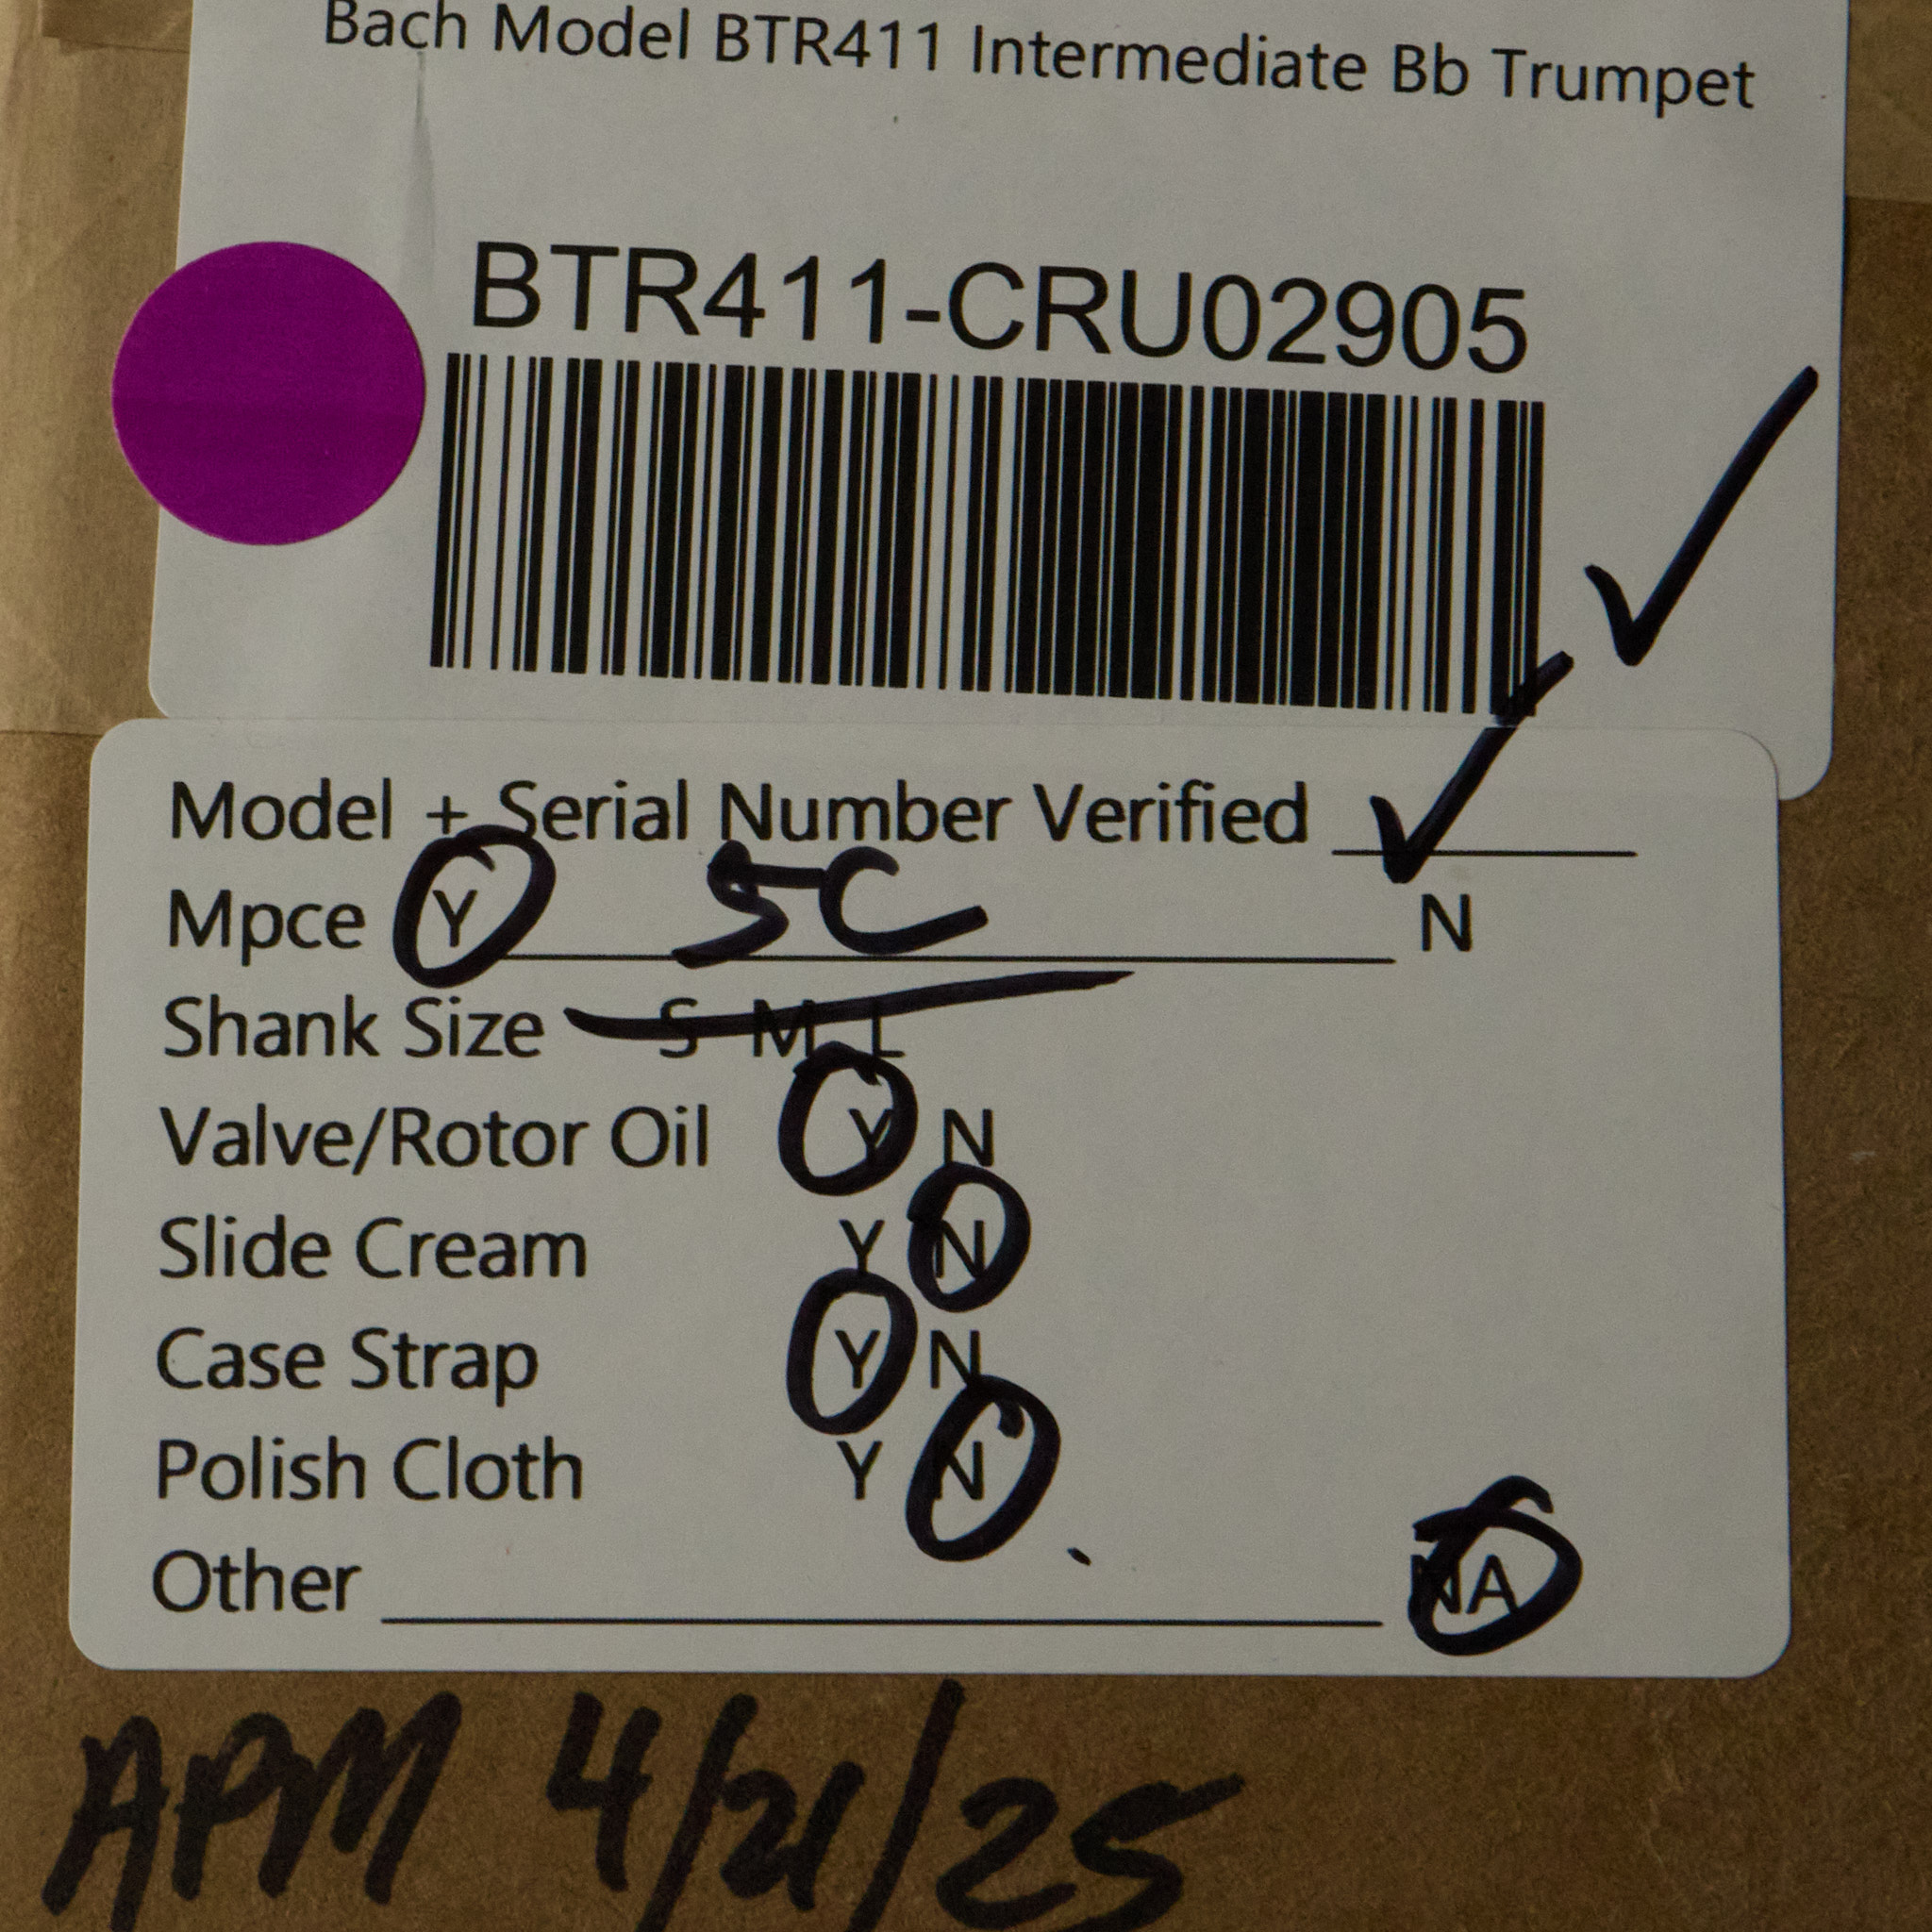 Bach Model BTR411 Intermediate Bb Trumpet
BTR411-CRU02905
Model + Serial Number Verified ✓
Mpce Y 5C N
Shank Size S M L
Valve/Rotor Oil Y N
Slide Cream Y N
Case Strap Y N
Polish Cloth Y N
Other NA
APM 4/21/25